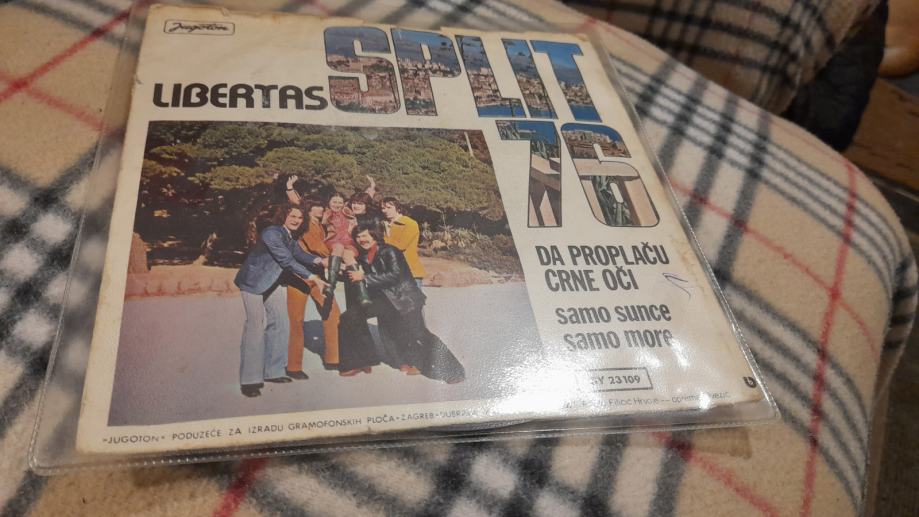 Jugoton
SPLIT
LIBERTAS
76
DA PROPLAČU
CRNE OČI
samo sunce
samo more
SY 23109
"JUGOTON" PODUZEĆE ZA IZRADU GRAMOFONSKIH PLOČA-ZAGREB-DUBRAVA